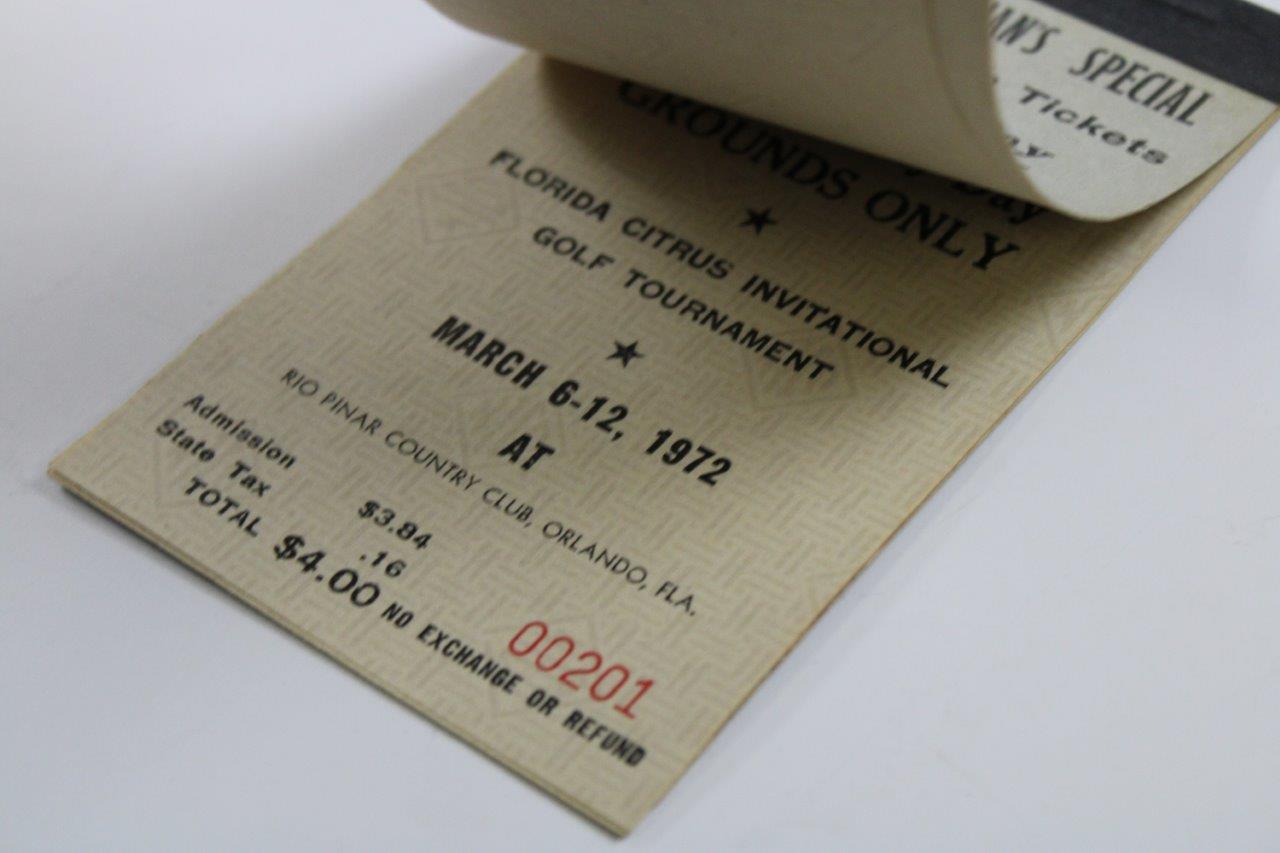 SPECIAL
Tickets
Day
GROUNDS ONLY
FLORIDA CITRUS INVITATIONAL
GOLF TOURNAMENT
MARCH 6-12, 1972
AT
RIO PINAR COUNTRY CLUB, ORLANDO, FLA.
Admission $3.84
State Tax .16
TOTAL $4.00
00201
NO EXCHANGE OR REFUND